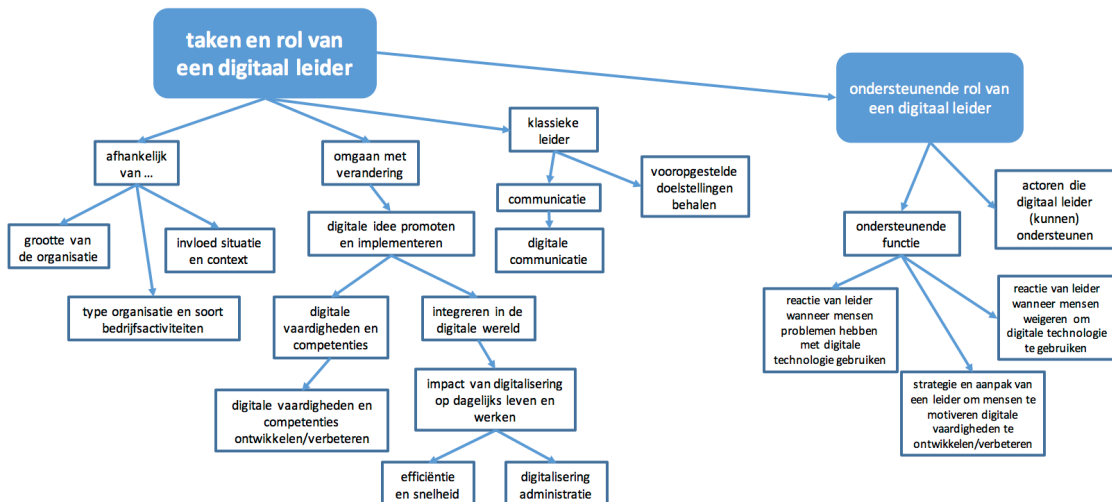 taken en rol van
een digitaal leider
ondersteunende rol van
een digitaal leider
klassieke
leider
afhankelijk
van ...
omgaan met
verandering
vooropgestelde
doelstellingen
behalen
actoren die
digitaal leider
(kunnen)
ondersteunen
communicatie
grootte van
de organisatie
invloed situatie
en context
digitale idee promoten
en implementeren
digitale
communicatie
ondersteunende
functie
type organisatie en soort
bedrijfsactiviteiten
digitale
vaardigheden en
competenties
integreren in de
digitale wereld
reactie van leider
wanneer mensen
problemen hebben
met digitale
technologie gebruiken
reactie van leider
wanneer mensen
weigeren om
digitale technologie
te gebruiken
digitale vaardigheden en
competenties
ontwikkelen/verbeteren
impact van digitalisering
op dagelijks leven en
werken
strategie en aanpak van
een leider om mensen te
motiveren digitale
vaardigheden te
ontwikkelen/verbeteren
efficiëntie
en snelheid
digitalisering
administratie